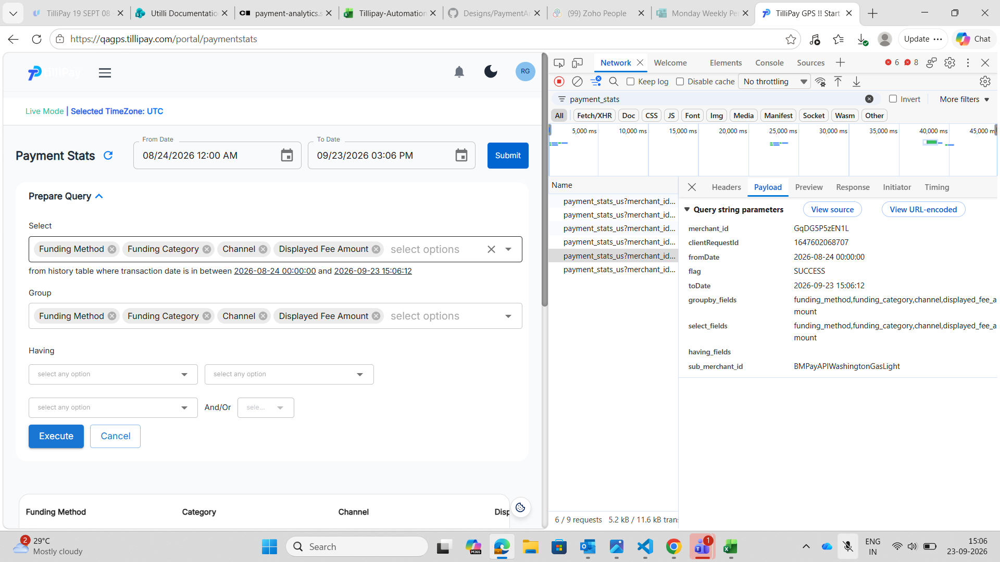 TilliPay 19 SEPT 08
Utilli Documentatio
payment-analytics.s
Tillipay-Automation
Designs/PaymentAr
(99) Zoho People
Monday Weekly Pe
TilliPay GPS !! Start
https://qagps.tillipay.com/portal/paymentstats
Update
Chat
tilliPay
RG
Live Mode | Selected TimeZone: UTC
Payment Stats
From Date
08/24/2026 12:00 AM
To Date
09/23/2026 03:06 PM
Submit
Prepare Query
Select
Funding Method
Funding Category
Channel
Displayed Fee Amount
select options
from history table where transaction date is in between 2026-08-24 00:00:00 and 2026-09-23 15:06:12
Group
Funding Method
Funding Category
Channel
Displayed Fee Amount
select options
Having
select any option
select any option
select any option
And/Or
sele...
Execute
Cancel
Funding Method
Category
Channel
Disp
Network
Welcome
Elements
Console
Sources
6
8
Keep log
Disable cache
No throttling
payment_stats
Invert
More filters
All
Fetch/XHR
Doc
CSS
JS
Font
Img
Media
Manifest
Socket
Wasm
Other
5,000 ms
10,000 ms
15,000 ms
20,000 ms
25,000 ms
30,000 ms
35,000 ms
40,000 ms
45,000 m
Name
payment_stats_us?merchant_id...
payment_stats_us?merchant_id...
payment_stats_us?merchant_id...
payment_stats_us?merchant_id...
payment_stats_us?merchant_id...
payment_stats_us?merchant_id...
Headers
Payload
Preview
Response
Initiator
Timing
Query string parameters
View source
View URL-encoded
merchant_id GqDG5P5zEN1L
clientRequestId 1647602068707
fromDate 2026-08-24 00:00:00
flag SUCCESS
toDate 2026-09-23 15:06:12
groupby_fields funding_method,funding_category,channel,displayed_fee_a
mount
select_fields funding_method,funding_category,channel,displayed_fee_a
mount
having_fields
sub_merchant_id BMPayAPIWashingtonGasLight
6 / 9 requests 5.2 kB / 11.6 kB trans
2
29°C
Mostly cloudy
Search
M365
1
ENG
IN
15:06
23-09-2026